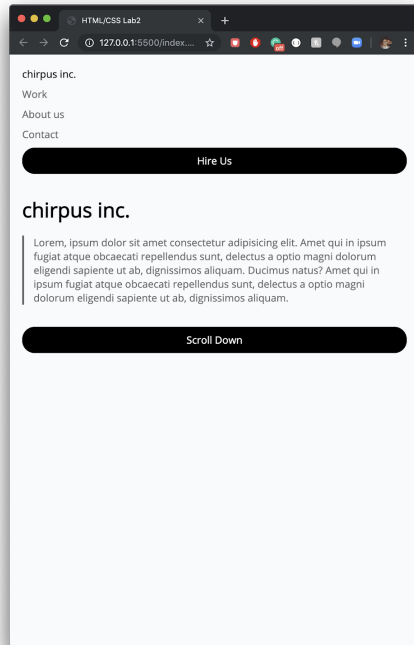 HTML/CSS Lab2
127.0.0.1:5500/index....
off
chirpus inc.
Work
About us
Contact
Hire Us
chirpus inc.
Lorem, ipsum dolor sit amet consectetur adipisicing elit. Amet qui in ipsum
fugiat atque obcaecati repellendus sunt, delectus a optio magni dolorum
eligendi sapiente ut ab, dignissimos aliquam. Ducimus natus? Amet qui in
ipsum fugiat atque obcaecati repellendus sunt, delectus a optio magni
dolorum eligendi sapiente ut ab, dignissimos aliquam.
Scroll Down